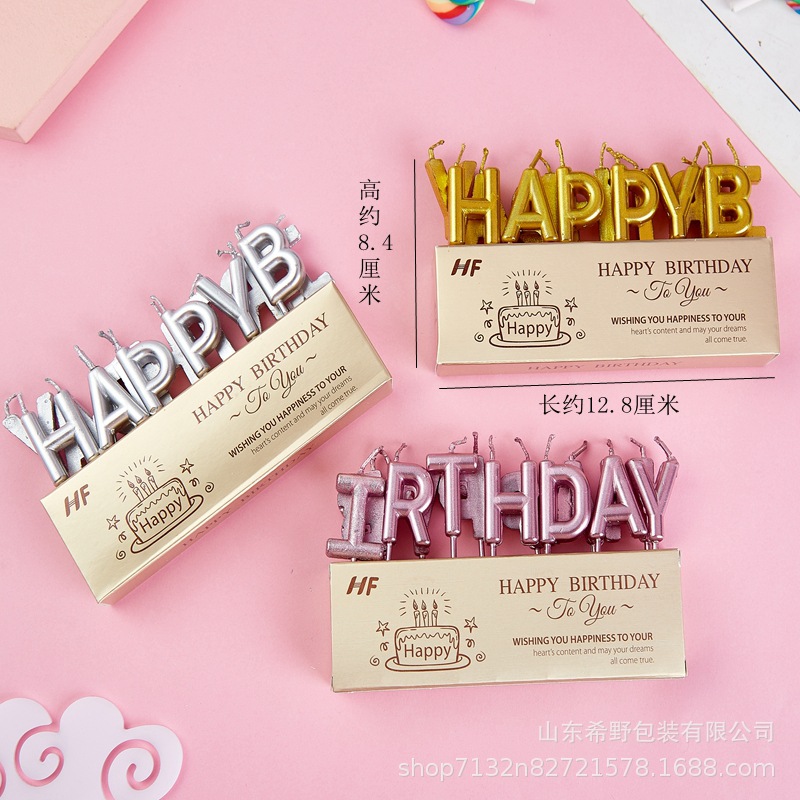 高约
8.4
厘米
HAPPYB
HF
Happy
HAPPY BIRTHDAY
~ To You ~
WISHING YOU HAPPINESS TO YOUR
heart's content and may your dreams
all come true.
HAPPY BIRTHDAY
长约12.8厘米
HAPPYB
HF
Happy
HAPPY BIRTHDAY
~ To You ~
WISHING YOU HAPPINESS TO YOUR
heart's content and may your dreams
all come true.
HAPPY BIRTHDAY
IRTHDAY
HF
Happy
HAPPY BIRTHDAY
~ To You ~
WISHING YOU HAPPINESS TO YOUR
heart's content and may your dreams
all come true.
山东希野包装有限公司
shop7132n82721578.1688.com